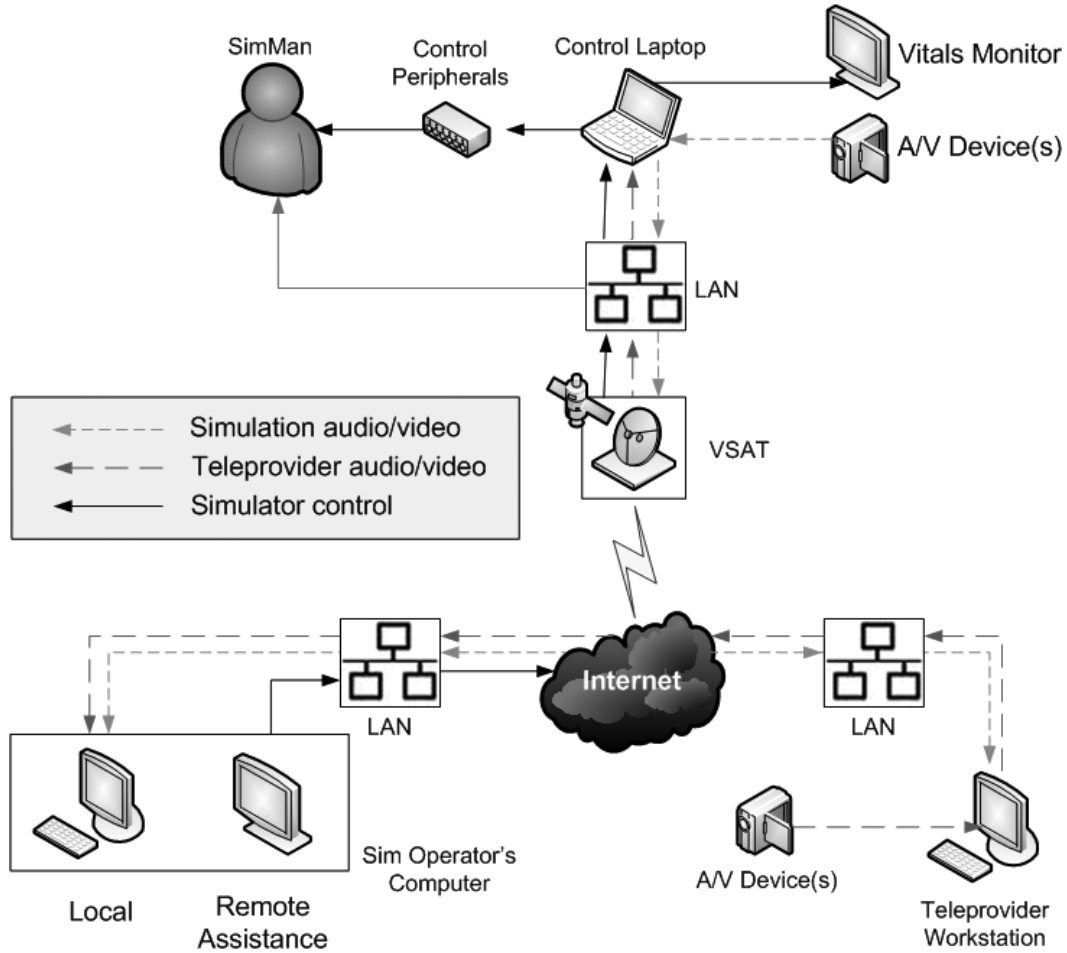 SimMan
Control
Peripherals
Control Laptop
Vitals Monitor
A/V Device(s)
LAN
VSAT
Simulation audio/video
Teleprovider audio/video
Simulator control
Internet
LAN
LAN
Sim Operator's
Computer
A/V Device(s)
Local
Remote
Assistance
Teleprovider
Workstation